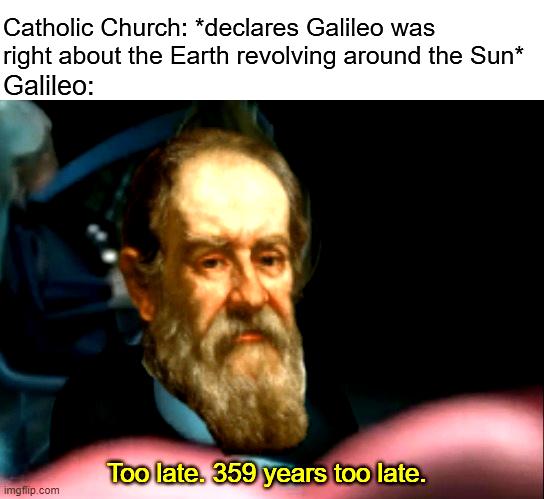 Catholic Church: *declares Galileo was
right about the Earth revolving around the Sun*
Galileo:
Too late. 359 years too late.
imgflip.com